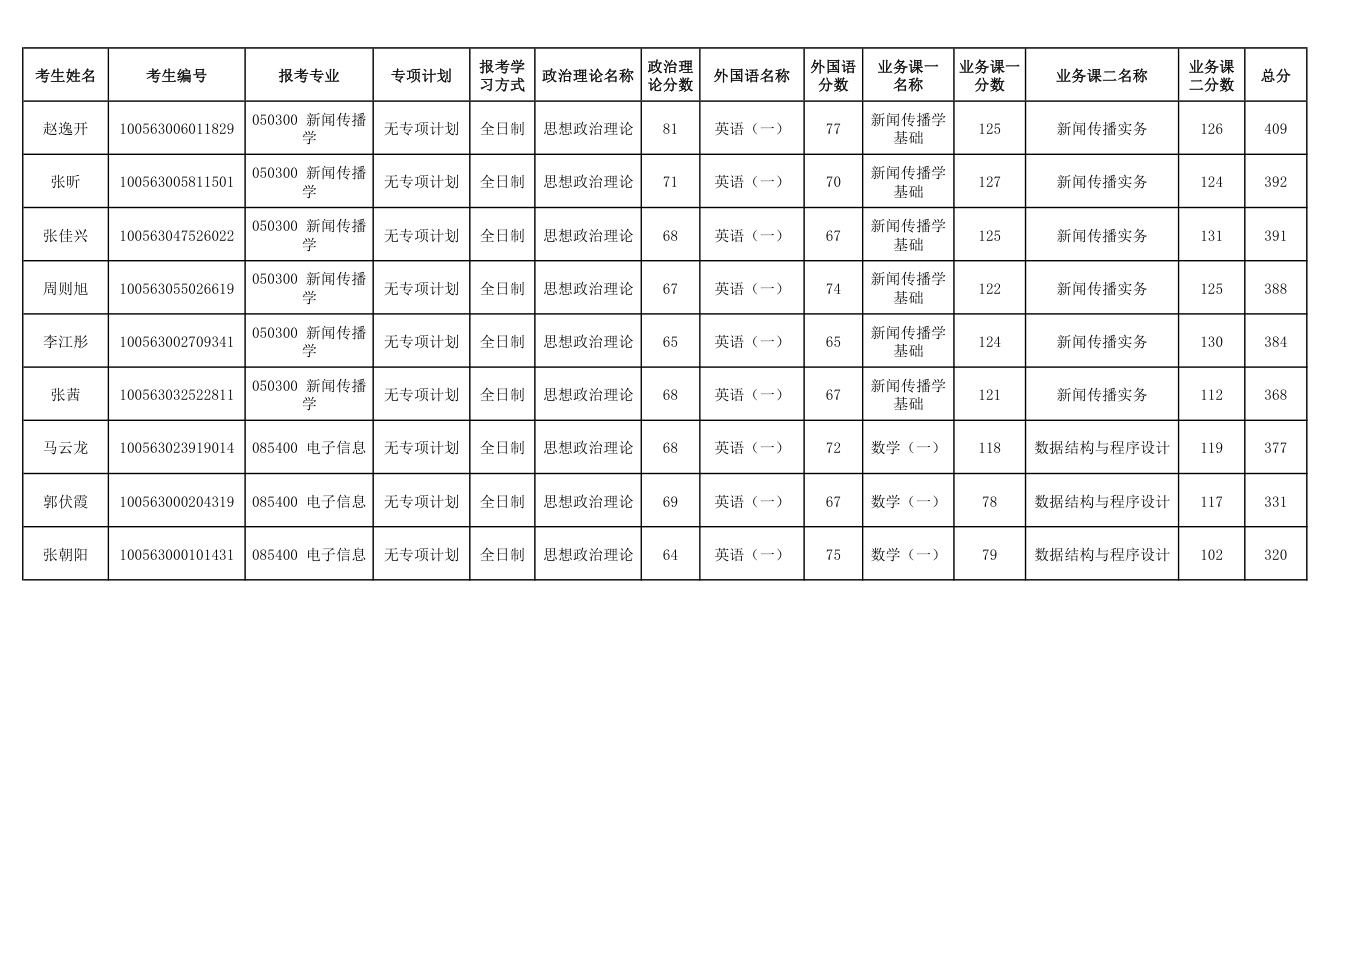 考生姓名 考生编号 报考专业 专项计划 报考学习方式 政治理论名称 政治理论分数 外国语名称 外国语分数 业务课一名称 业务课一分数 业务课二名称 业务课二分数 总分
赵逸开 100563006011829 050300 新闻传播学 无专项计划 全日制 思想政治理论 81 英语（一） 77 新闻传播学基础 125 新闻传播实务 126 409
张昕 100563005811501 050300 新闻传播学 无专项计划 全日制 思想政治理论 71 英语（一） 70 新闻传播学基础 127 新闻传播实务 124 392
张佳兴 100563047526022 050300 新闻传播学 无专项计划 全日制 思想政治理论 68 英语（一） 67 新闻传播学基础 125 新闻传播实务 131 391
周则旭 100563055026619 050300 新闻传播学 无专项计划 全日制 思想政治理论 67 英语（一） 74 新闻传播学基础 122 新闻传播实务 125 388
李江彤 100563002709341 050300 新闻传播学 无专项计划 全日制 思想政治理论 65 英语（一） 65 新闻传播学基础 124 新闻传播实务 130 384
张茜 100563032522811 050300 新闻传播学 无专项计划 全日制 思想政治理论 68 英语（一） 67 新闻传播学基础 121 新闻传播实务 112 368
马云龙 100563023919014 085400 电子信息 无专项计划 全日制 思想政治理论 68 英语（一） 72 数学（一） 118 数据结构与程序设计 119 377
郭伏霞 100563000204319 085400 电子信息 无专项计划 全日制 思想政治理论 69 英语（一） 67 数学（一） 78 数据结构与程序设计 117 331
张朝阳 100563000101431 085400 电子信息 无专项计划 全日制 思想政治理论 64 英语（一） 75 数学（一） 79 数据结构与程序设计 102 320